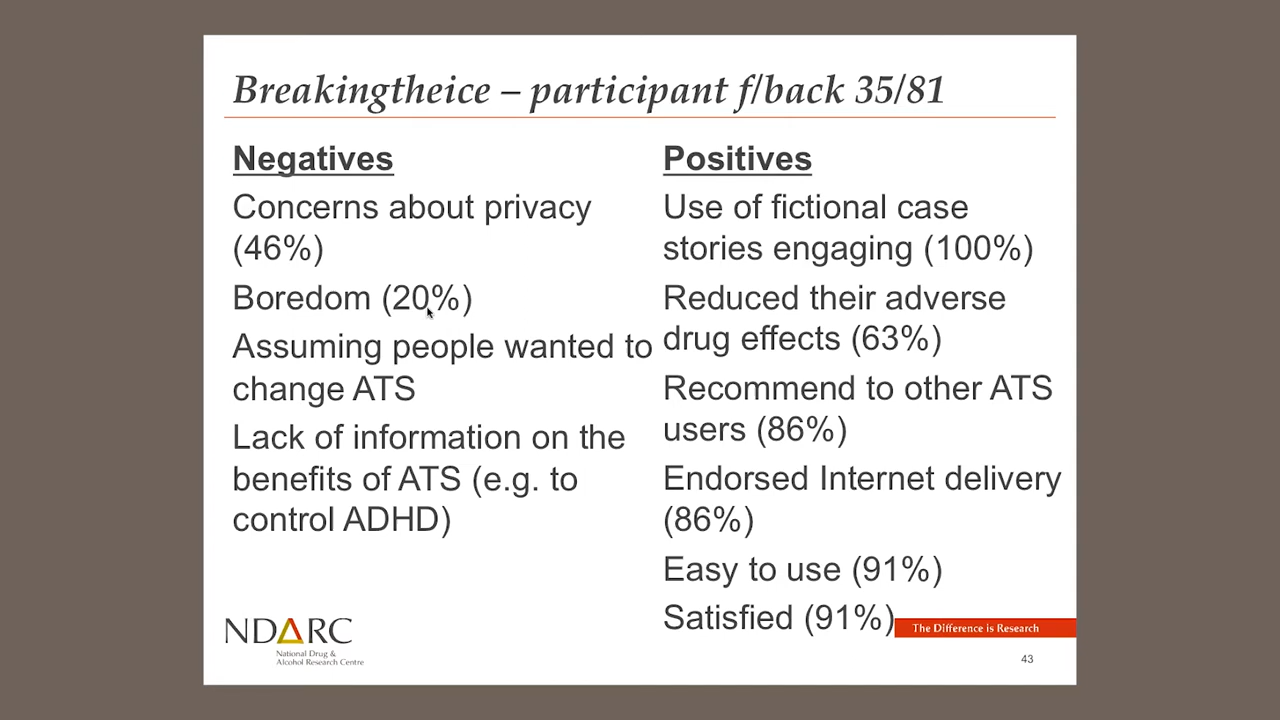 Breakingtheice – participant f/back 35/81
Negatives
Concerns about privacy
(46%)
Boredom (20%)
Assuming people wanted to
change ATS
Lack of information on the
benefits of ATS (e.g. to
control ADHD)
Positives
Use of fictional case
stories engaging (100%)
Reduced their adverse
drug effects (63%)
Recommend to other ATS
users (86%)
Endorsed Internet delivery
(86%)
Easy to use (91%)
Satisfied (91%)
NDARC
National Drug &
Alcohol Research Centre
The Difference is Research
43